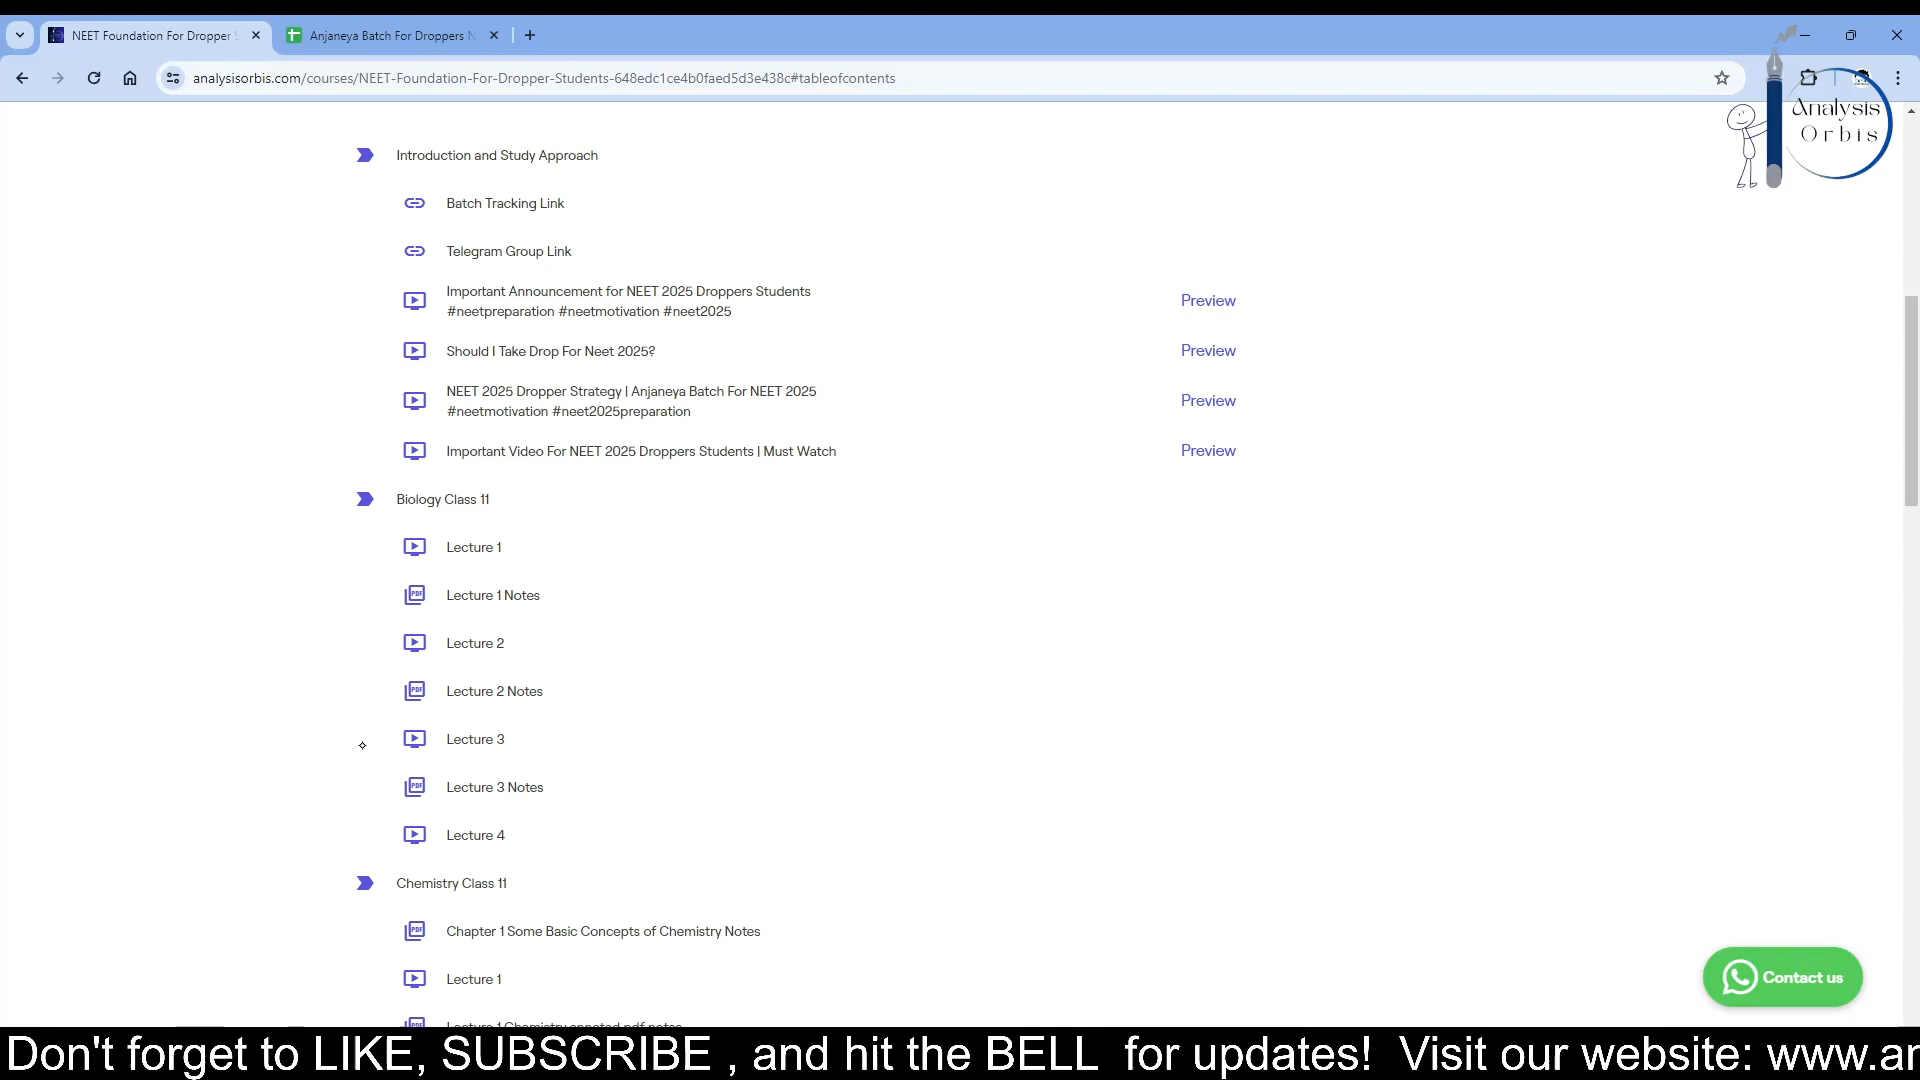 NEET Foundation For Dropper S
Anjaneya Batch For Droppers N
analysisorbis.com/courses/NEET-Foundation-For-Dropper-Students-648edc1ce4b0faed5d3e438c#tableofcontents
Analysis
Orbis
Introduction and Study Approach
Batch Tracking Link
Telegram Group Link
Important Announcement for NEET 2025 Droppers Students
#neetpreparation #neetmotivation #neet2025
Preview
Should I Take Drop For Neet 2025?
Preview
NEET 2025 Dropper Strategy | Anjaneya Batch For NEET 2025
#neetmotivation #neet2025preparation
Preview
Important Video For NEET 2025 Droppers Students | Must Watch
Preview
Biology Class 11
Lecture 1
PDF
Lecture 1 Notes
Lecture 2
PDF
Lecture 2 Notes
Lecture 3
PDF
Lecture 3 Notes
Lecture 4
Chemistry Class 11
PDF
Chapter 1 Some Basic Concepts of Chemistry Notes
Lecture 1
Contact us
Don't forget to LIKE, SUBSCRIBE , and hit the BELL for updates! Visit our website: www.ar